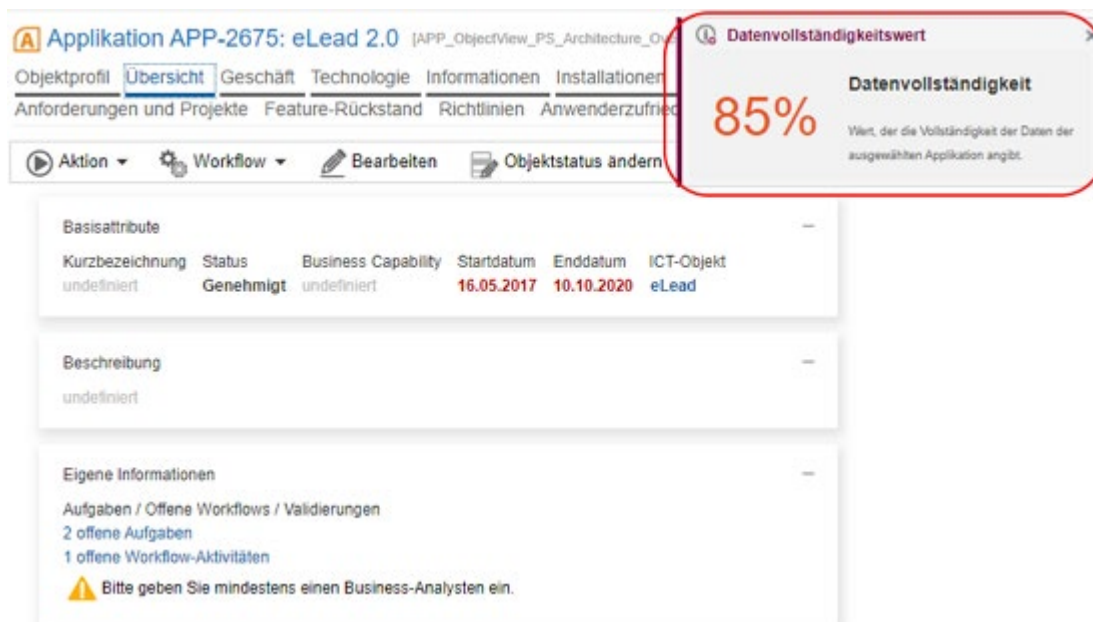 Applikation APP-2675: eLead 2.0 [APP_ObjectView_PS_Architecture_Ove
Datenvollständigkeitswert
Objektprofil Übersicht Geschäft Technologie Informationen Installationen
Anforderungen und Projekte Feature-Rückstand Richtlinien Anwenderzufried
85%
Datenvollständigkeit
Wert, der die Vollständigkeit der Daten der
ausgewählten Applikation angibt.
Aktion Workflow Bearbeiten Objektstatus ändern
Basisattribute
Kurzbezeichnung Status Business Capability Startdatum Enddatum ICT-Objekt
undefiniert Genehmigt undefiniert 16.05.2017 10.10.2020 eLead
Beschreibung
undefiniert
Eigene Informationen
Aufgaben / Offene Workflows / Validierungen
2 offene Aufgaben
1 offene Workflow-Aktivitäten
Bitte geben Sie mindestens einen Business-Analysten ein.